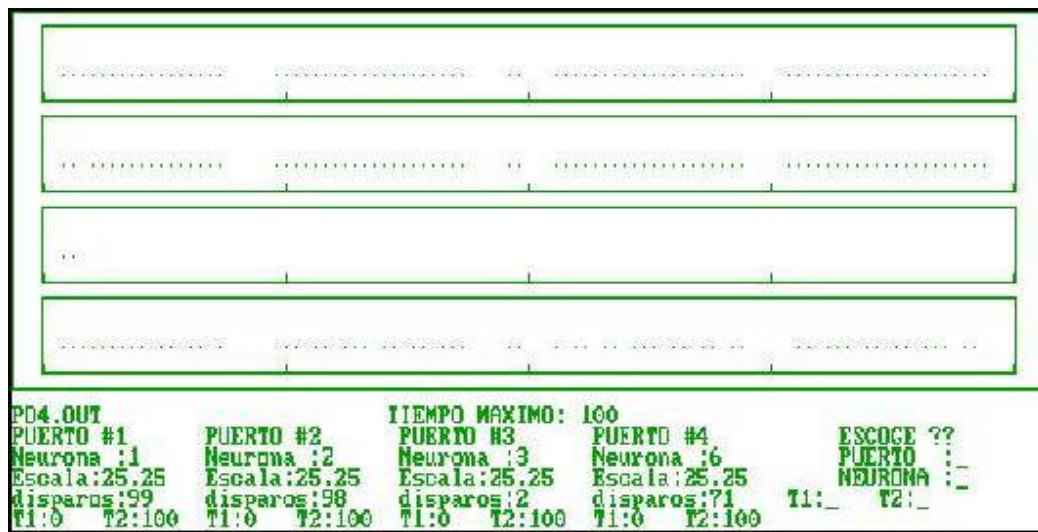 PD4.OUT TIEMPO MAXIMO: 100
PUERTO #1 PUERTO #2 PUERTO #3 PUERTO #4 ESCOGE ??
Neurona :1 Neurona :2 Neurona :3 Neurona :6 PUERTO :_
Escala:25.25 Escala:25.25 Escala:25.25 Escala:25.25 NEURONA :_
disparos:99 disparos:98 disparos:2 disparos:71 T1:_ T2:_
T1:0 T2:100 T1:0 T2:100 T1:0 T2:100 T1:0 T2:100